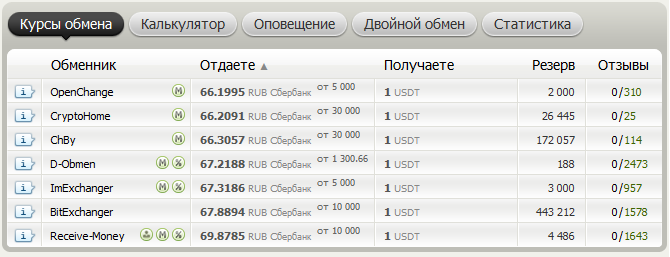 Курсы обмена Калькулятор Оповещение Двойной обмен Статистика
Обменник Отдаете ▲ Получаете Резерв Отзывы
i OpenChange M 66.1995 RUB Сбербанк от 5 000 1 USDT 2 000 0/310
i CryptoHome M 66.2091 RUB Сбербанк от 30 000 1 USDT 26 445 0/25
i ChBy M 66.3057 RUB Сбербанк от 30 000 1 USDT 172 057 0/114
i D-Obmen M % 67.2188 RUB Сбербанк от 1 300.66 1 USDT 188 0/2473
i ImExchanger M % 67.3186 RUB Сбербанк от 5 000 1 USDT 3 000 0/957
i BitExchanger 67.8894 RUB Сбербанк от 10 000 1 USDT 443 212 0/1578
i Receive-Money M % 69.8785 RUB Сбербанк от 10 000 1 USDT 4 486 0/1643